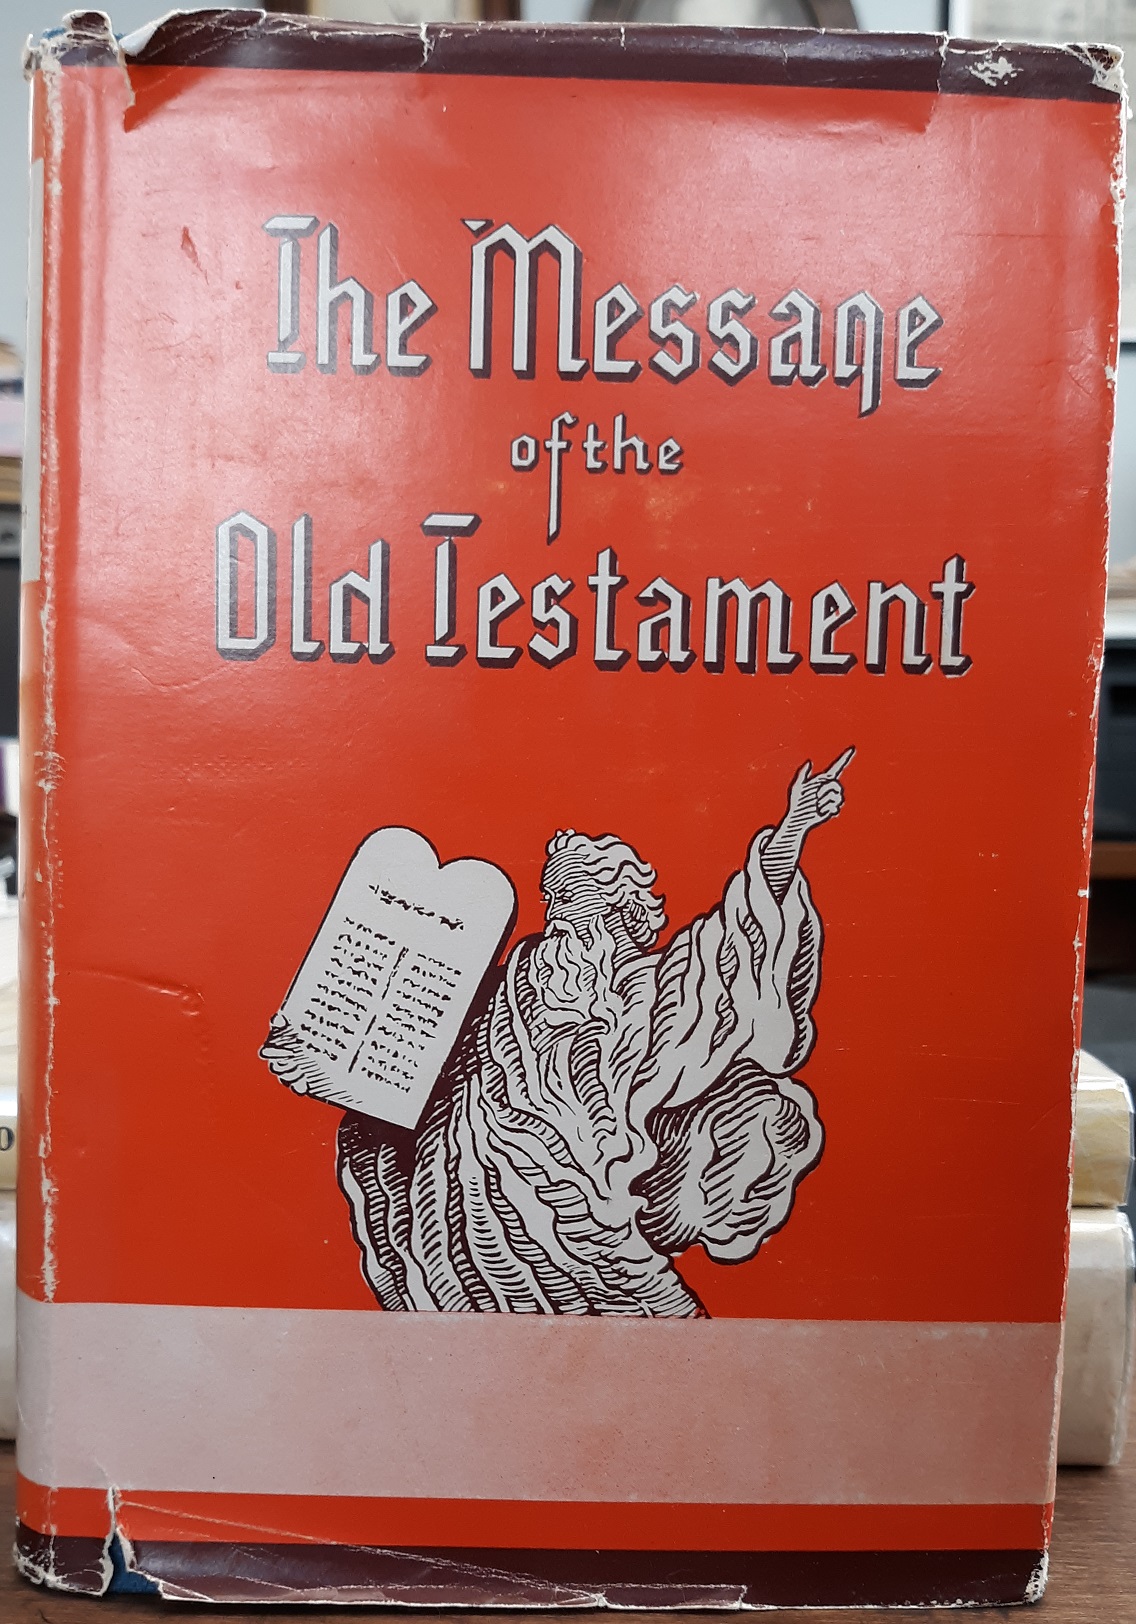 The Message
of the
Old Testament